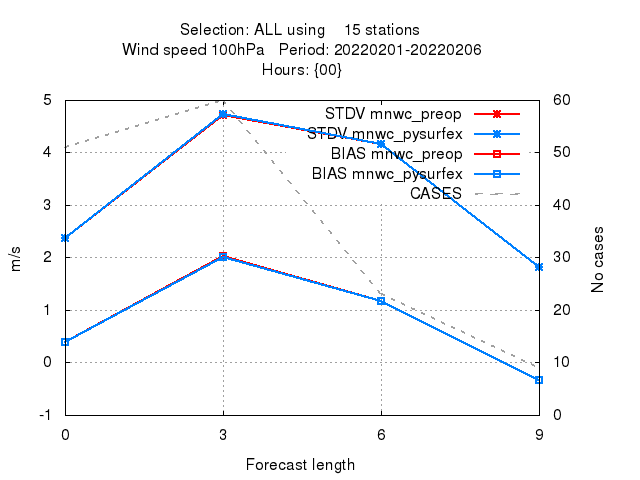 Selection: ALL using 15 stations
Wind speed 100hPa Period: 20220201-20220206
Hours: {00}
STDV mnwc_preop
STDV mnwc_pysurfex
BIAS mnwc_preop
BIAS mnwc_pysurfex
CASES
5
4
3
2
1
0
-1
m/s
60
50
40
30
20
10
0
No cases
0 3 6 9
Forecast length